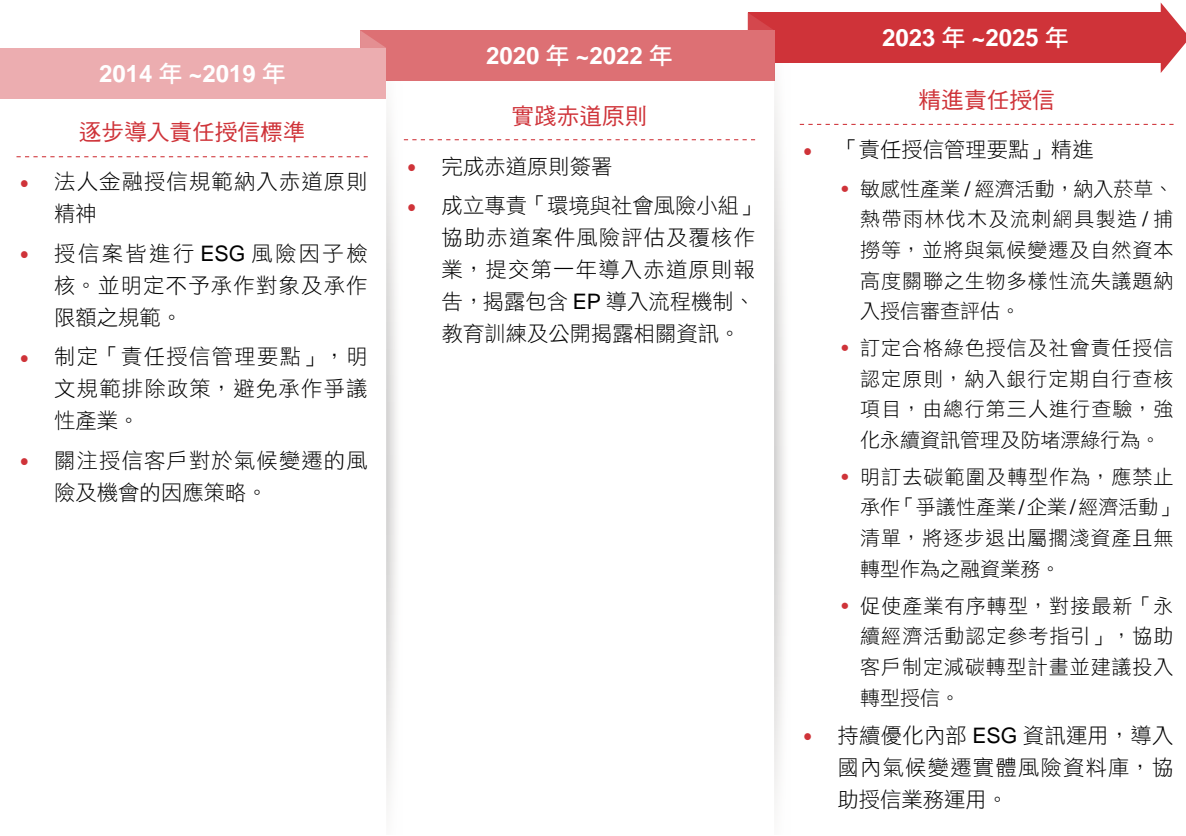 2014 年 ~2019 年
逐步導入責任授信標準
• 法人金融授信規範納入赤道原則
精神
• 授信案皆進行 ESG 風險因子檢
核。並明定不予承作對象及承作
限額之規範。
• 制定「責任授信管理要點」，明
文規範排除政策，避免承作爭議
性產業。
• 關注授信客戶對於氣候變遷的風
險及機會的因應策略。
2020 年 ~2022 年
實踐赤道原則
• 完成赤道原則簽署
• 成立專責「環境與社會風險小組」
協助赤道案件風險評估及覆核作
業，提交第一年導入赤道原則報
告，揭露包含 EP 導入流程機制、
教育訓練及公開揭露相關資訊。
2023 年 ~2025 年
精進責任授信
• 「責任授信管理要點」精進
• 敏感性產業 / 經濟活動，納入菸草、
熱帶雨林伐木及流刺網具製造 / 捕
撈等，並將與氣候變遷及自然資本
高度關聯之生物多樣性流失議題納
入授信審查評估。
• 訂定合格綠色授信及社會責任授信
認定原則，納入銀行定期自行查核
項目，由總行第三人進行查驗，強
化永續資訊管理及防堵漂綠行為。
• 明訂去碳範圍及轉型作為，應禁止
承作「爭議性產業/企業/經濟活動」
清單，將逐步退出屬擱淺資產且無
轉型作為之融資業務。
• 促使產業有序轉型，對接最新「永
續經濟活動認定參考指引」，協助
客戶制定減碳轉型計畫並建議投入
轉型授信。
• 持續優化內部 ESG 資訊運用，導入
國內氣候變遷實體風險資料庫，協
助授信業務運用。